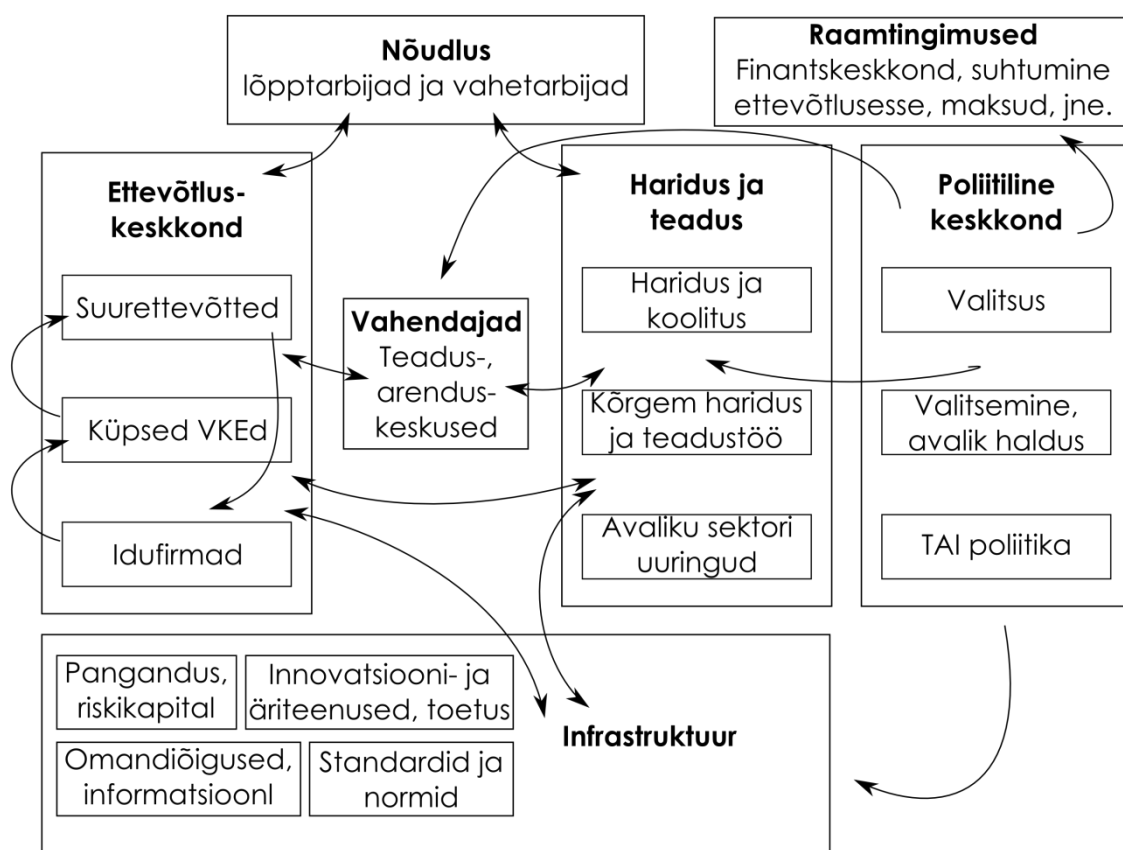 Nõudlus
lõpptarbijad ja vahetarbijad
Raamtingimused
Finantskeskkond, suhtumine
ettevõtlusesse, maksud, jne.
Ettevõtlus-
keskkond
Suurettevõtted
Küpsed VKEd
Idufirmad
Vahendajad
Teadus-,
arendus-
keskused
Haridus ja
teadus
Haridus ja
koolitus
Kõrgem haridus
ja teadustöö
Avaliku sektori
uuringud
Poliitiline
keskkond
Valitsus
Valitsemine,
avalik haldus
TAI poliitika
Pangandus,
riskikapital
Innovatsiooni- ja
äriteenused, toetus
Omandiõigused,
informatsioonl
Standardid ja
normid
Infrastruktuur